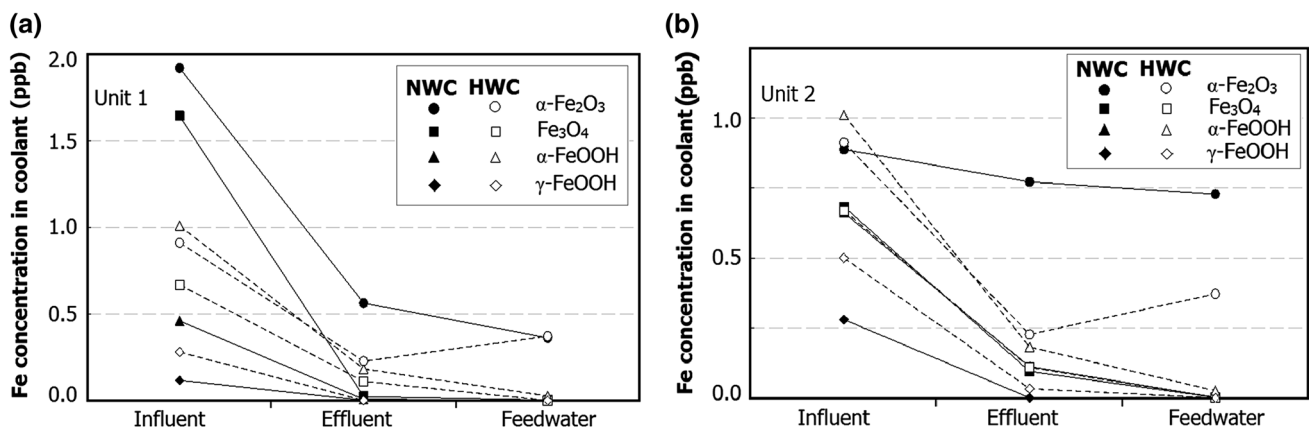 (a)
Fe concentration in coolant (ppb)
2.0
1.5
1.0
0.5
0.0
Unit 1
NWC HWC
α-Fe₂O₃
Fe₃O₄
α-FeOOH
γ-FeOOH
Influent Effluent Feedwater
(b)
Fe concentration in coolant (ppb)
1.0
0.5
0.0
Unit 2
NWC HWC
α-Fe₂O₃
Fe₃O₄
α-FeOOH
γ-FeOOH
Influent Effluent Feedwater